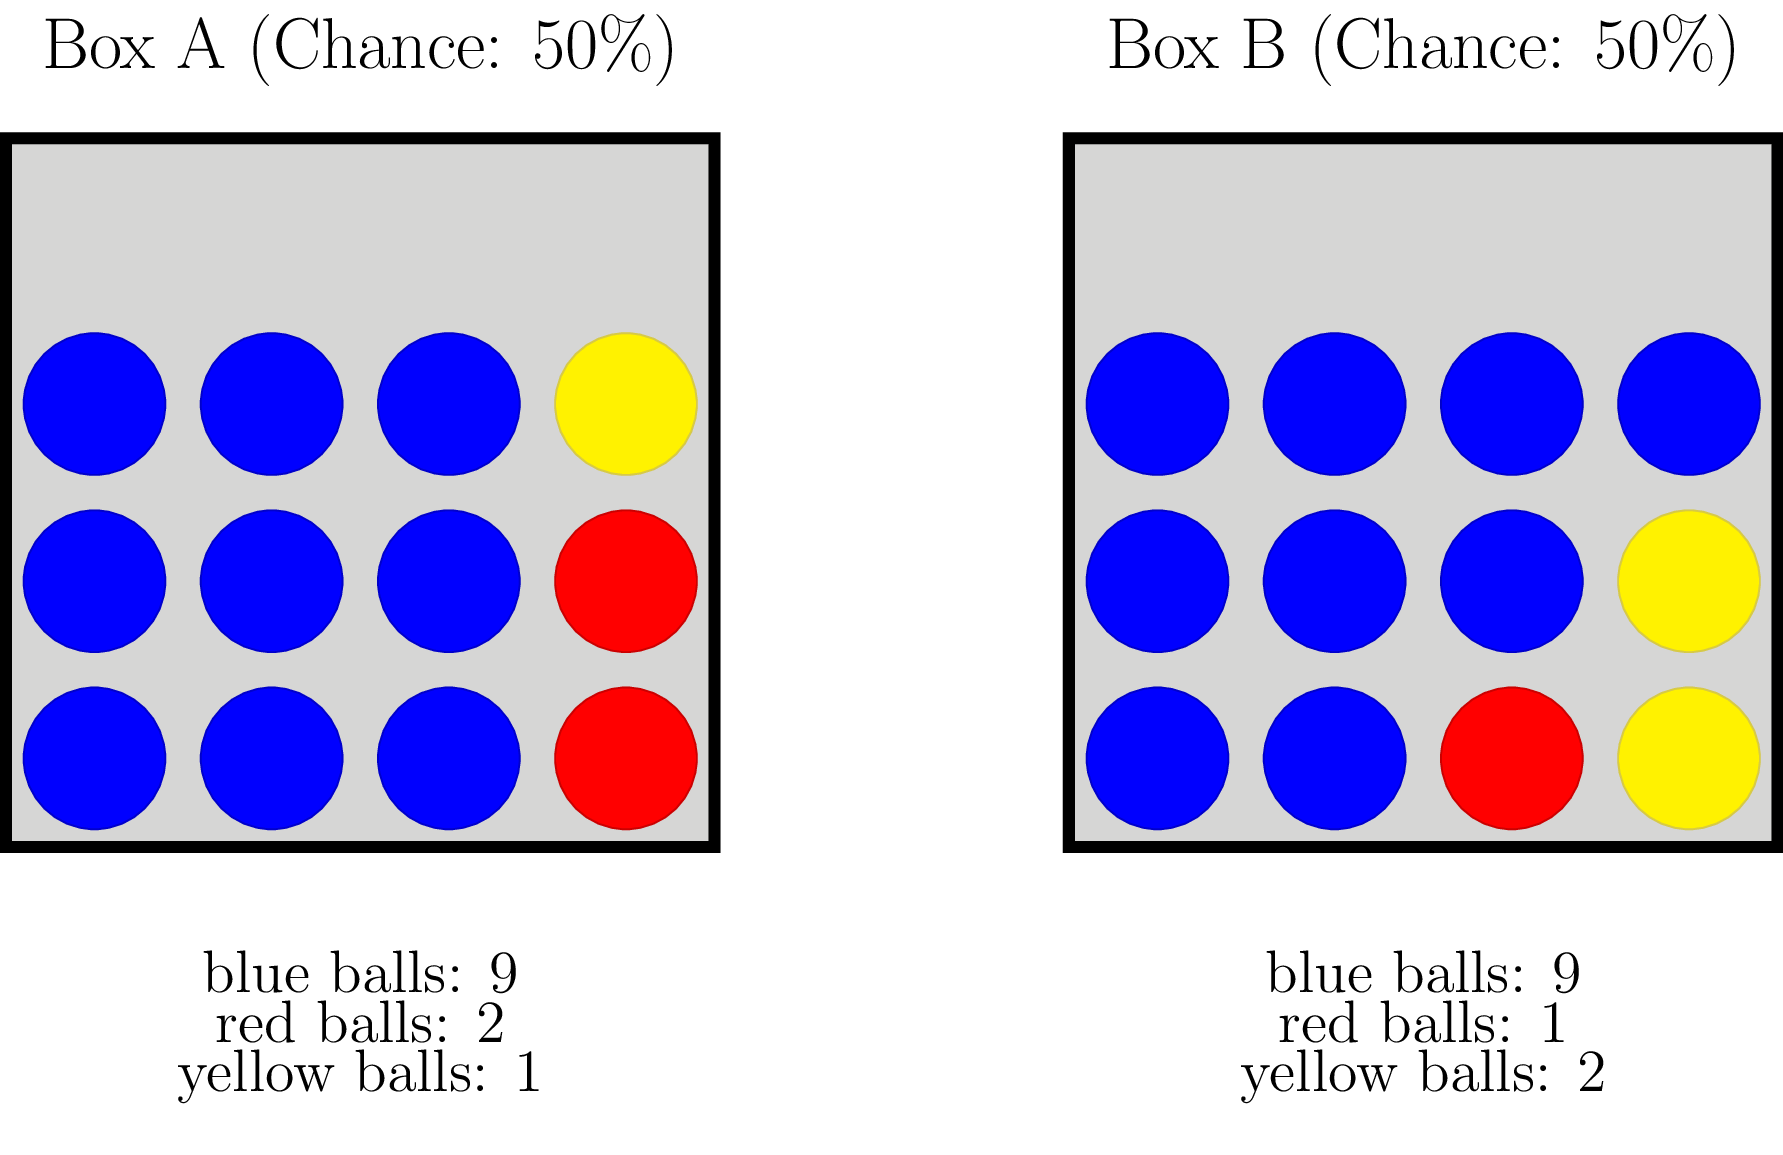 Box A (Chance: 50%)
Box B (Chance: 50%)
blue balls: 9
red balls: 2
yellow balls: 1
blue balls: 9
red balls: 1
yellow balls: 2